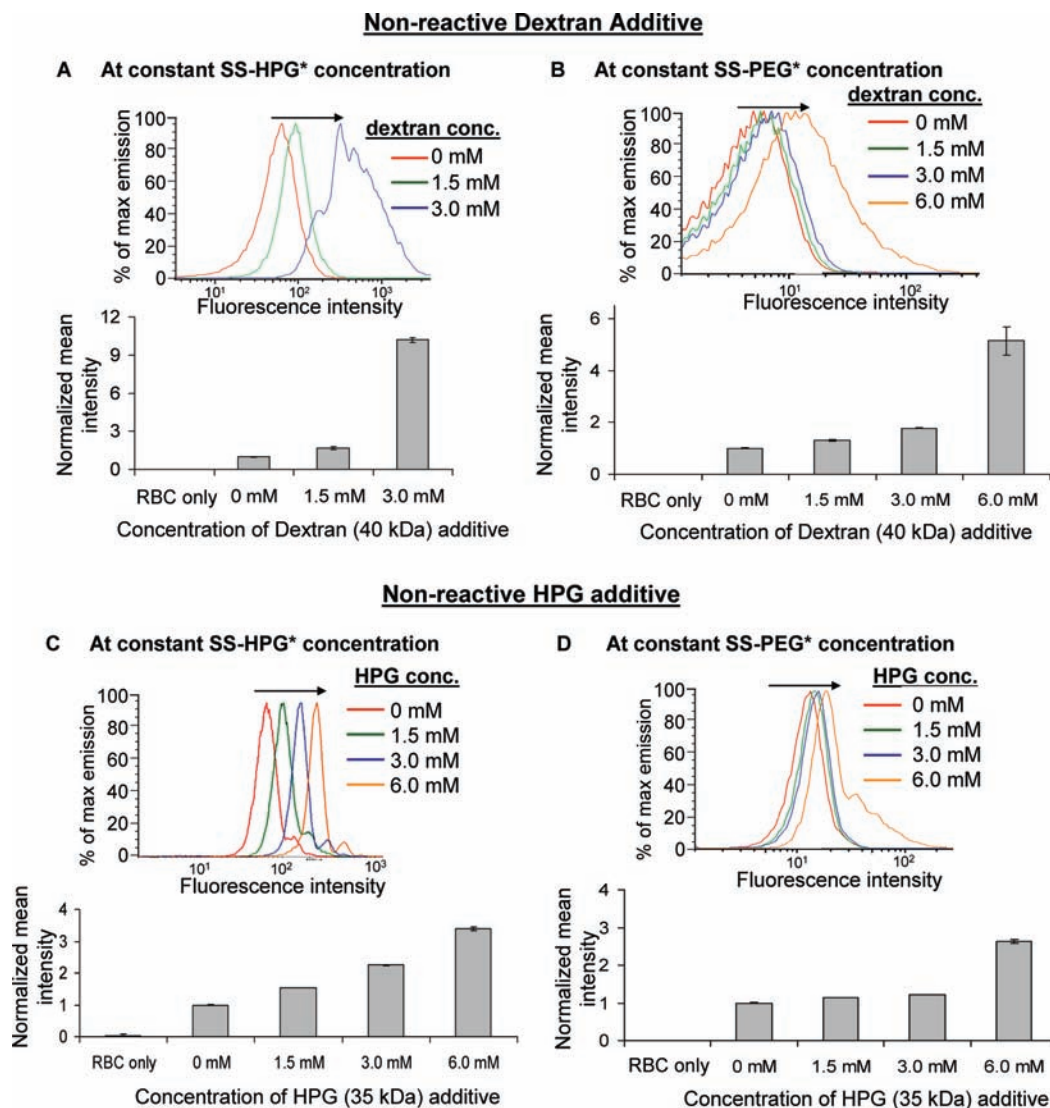 Non-reactive Dextran Additive
A At constant SS-HPG* concentration
% of max emission
100
80
60
40
20
0
dextran conc.
0 mM
1.5 mM
3.0 mM
10¹ 10² 10³
Fluorescence intensity
Normalized mean
intensity
12
9
6
3
0
RBC only 0 mM 1.5 mM 3.0 mM
Concentration of Dextran (40 kDa) additive
B At constant SS-PEG* concentration
% of max emission
100
80
60
40
20
0
dextran conc.
0 mM
1.5 mM
3.0 mM
6.0 mM
10¹ 10²
Fluorescence intensity
Normalized mean
intensity
6
4
2
0
RBC only 0 mM 1.5 mM 3.0 mM 6.0 mM
Concentration of Dextran (40 kDa) additive
Non-reactive HPG additive
C At constant SS-HPG* concentration
% of max emission
100
80
60
40
20
0
HPG conc.
0 mM
1.5 mM
3.0 mM
6.0 mM
10¹ 10² 10³
Fluorescence intensity
Normalized mean
intensity
4
3
2
1
0
RBC only 0 mM 1.5 mM 3.0 mM 6.0 mM
Concentration of HPG (35 kDa) additive
D At constant SS-PEG* concentration
% of max emission
100
80
60
40
20
0
HPG conc.
0 mM
1.5 mM
3.0 mM
6.0 mM
10¹ 10²
Fluorescence intensity
Normalized mean
intensity
4
3
2
1
0
RBC only 0 mM 1.5 mM 3.0 mM 6.0 mM
Concentration of HPG (35 kDa) additive